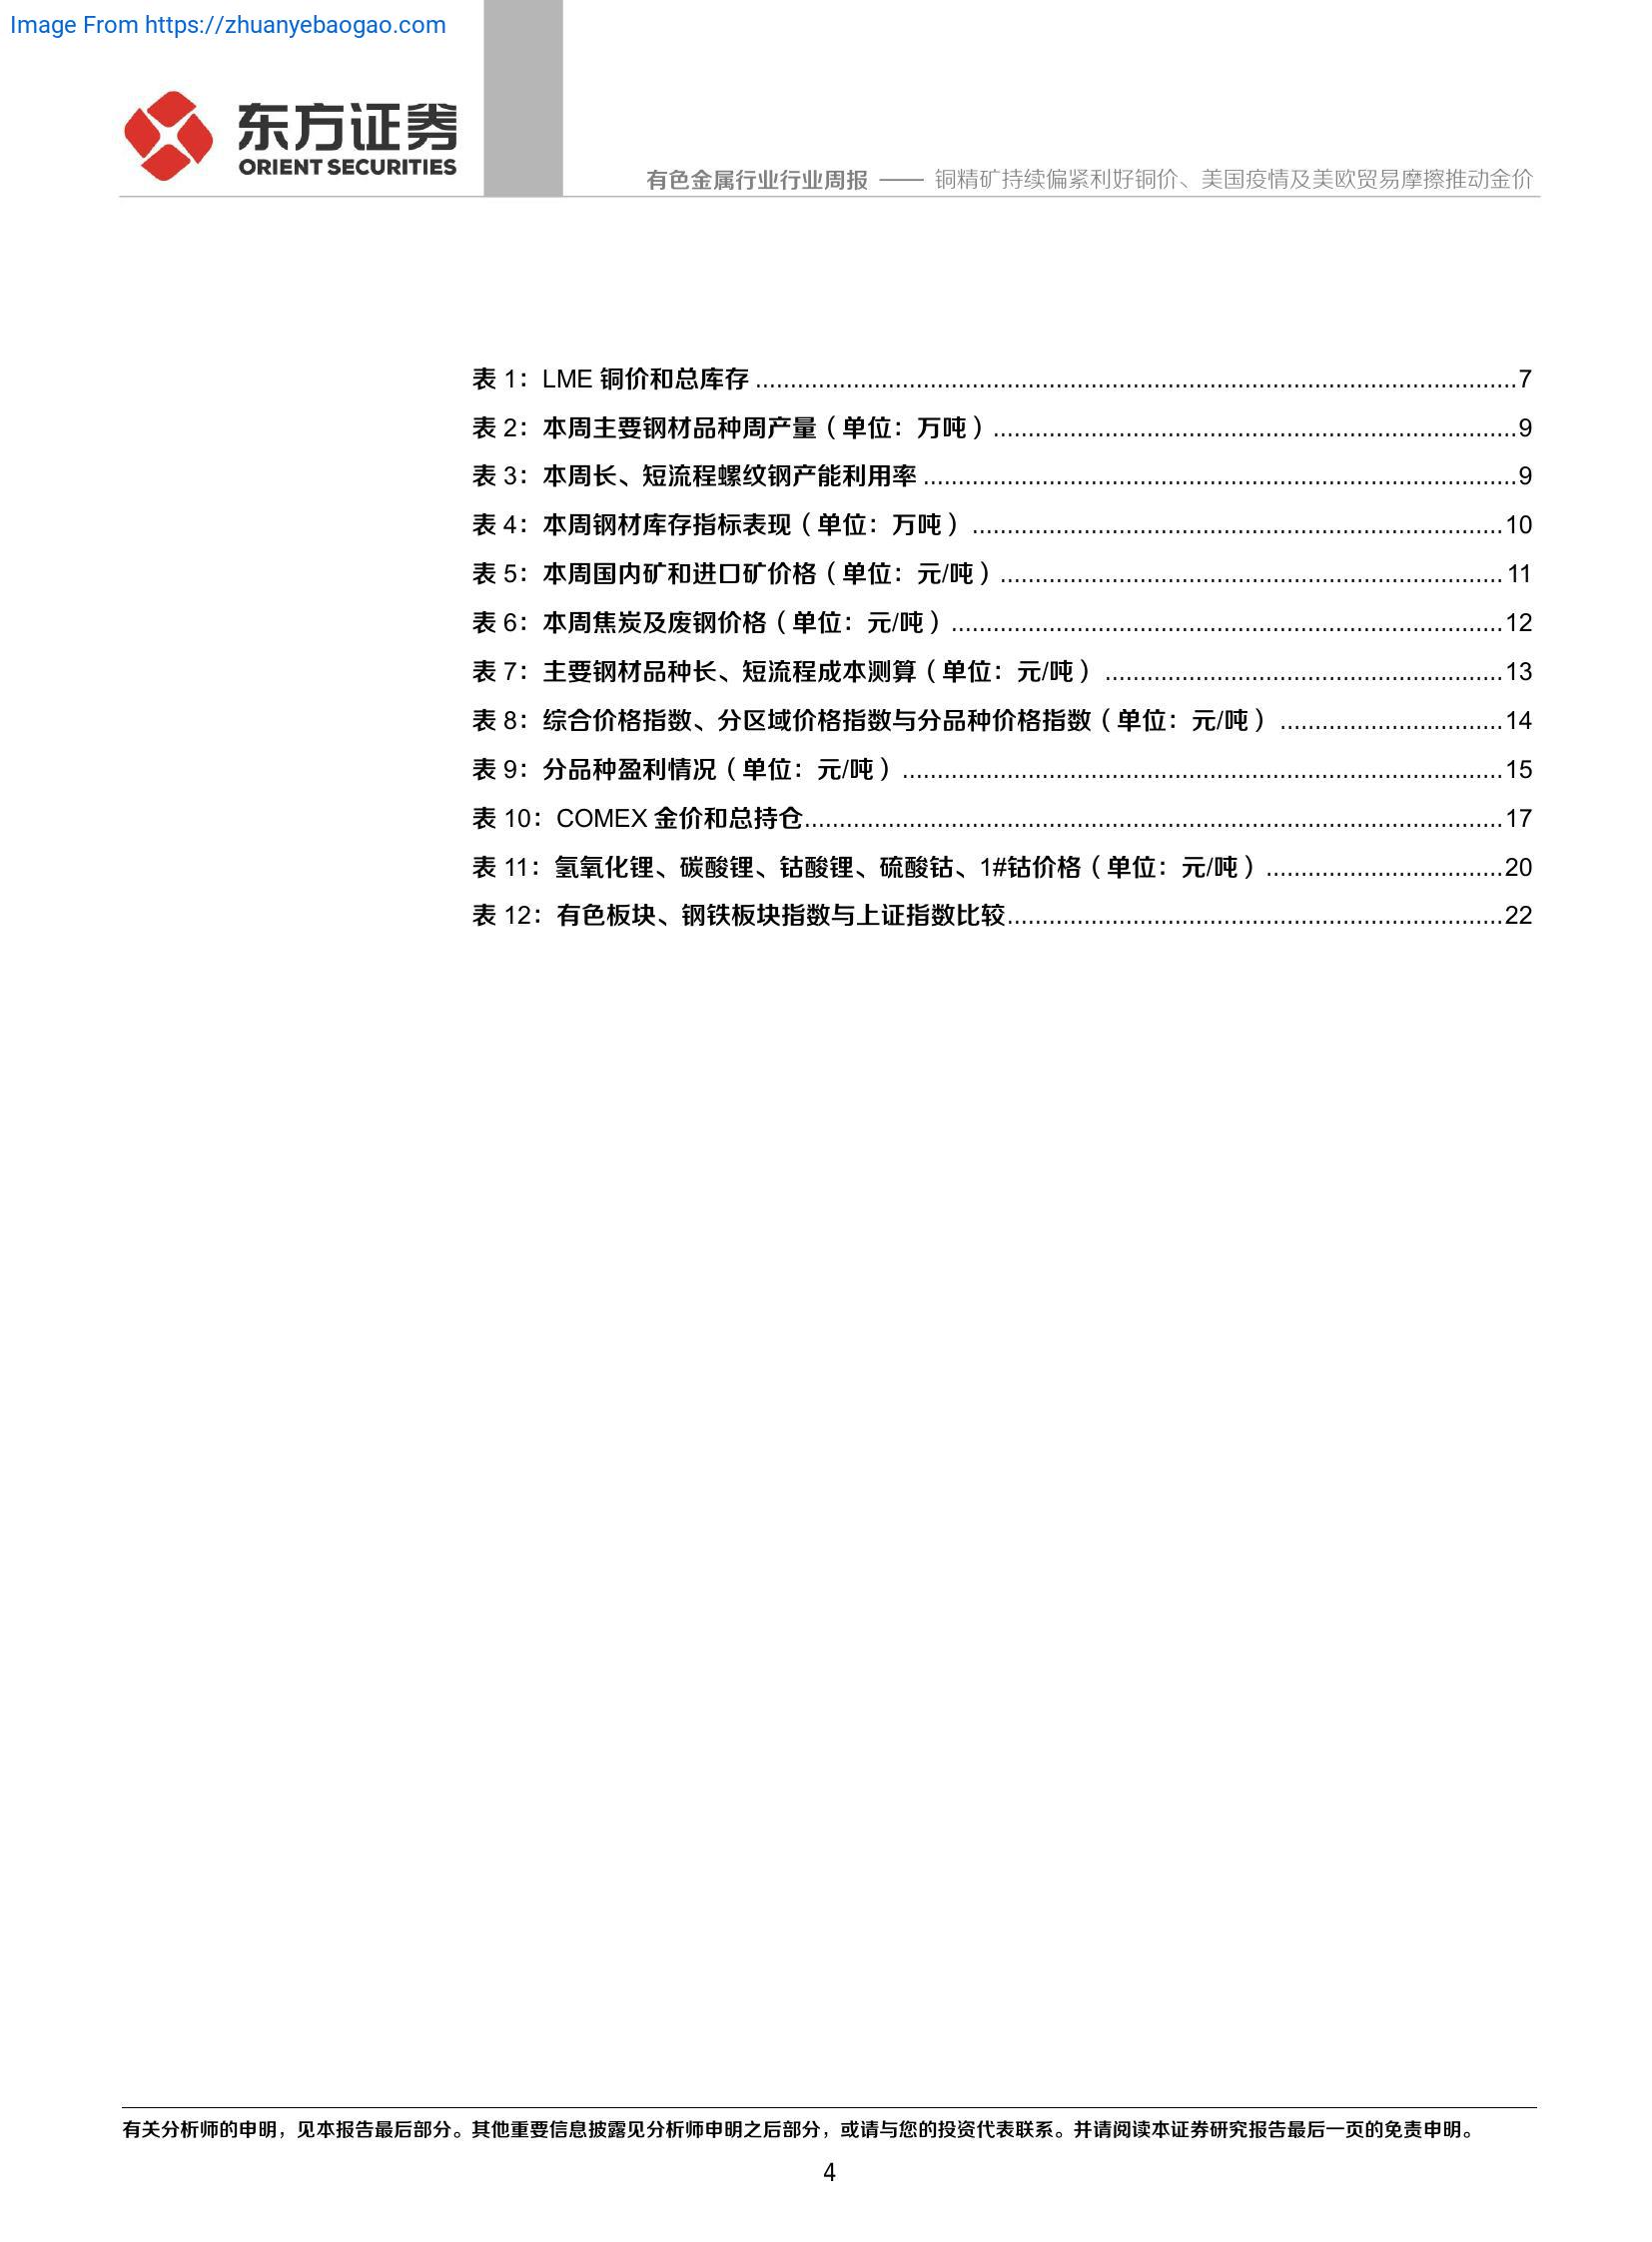 Image From https://zhuanyebaogao.com
东方证券
ORIENT SECURITIES
有色金属行业行业周报 —— 铜精矿持续偏紧利好铜价、美国疫情及美欧贸易摩擦推动金价
表 1：LME 铜价和总库存 ........................................................................................................7
表 2：本周主要钢材品种周产量（单位：万吨）........................................................................9
表 3：本周长、短流程螺纹钢产能利用率 .................................................................................9
表 4：本周钢材库存指标表现（单位：万吨） .........................................................................10
表 5：本周国内矿和进口矿价格（单位：元/吨）.....................................................................11
表 6：本周焦炭及废钢价格（单位：元/吨）............................................................................12
表 7：主要钢材品种长、短流程成本测算（单位：元/吨） ......................................................13
表 8：综合价格指数、分区域价格指数与分品种价格指数（单位：元/吨） ..............................14
表 9：分品种盈利情况（单位：元/吨）...................................................................................15
表 10：COMEX 金价和总持仓.................................................................................................17
表 11：氢氧化锂、碳酸锂、钴酸锂、硫酸钴、1#钴价格（单位：元/吨）.................................20
表 12：有色板块、钢铁板块指数与上证指数比较.....................................................................22
有关分析师的申明，见本报告最后部分。其他重要信息披露见分析师申明之后部分，或请与您的投资代表联系。并请阅读本证券研究报告最后一页的免责申明。
4